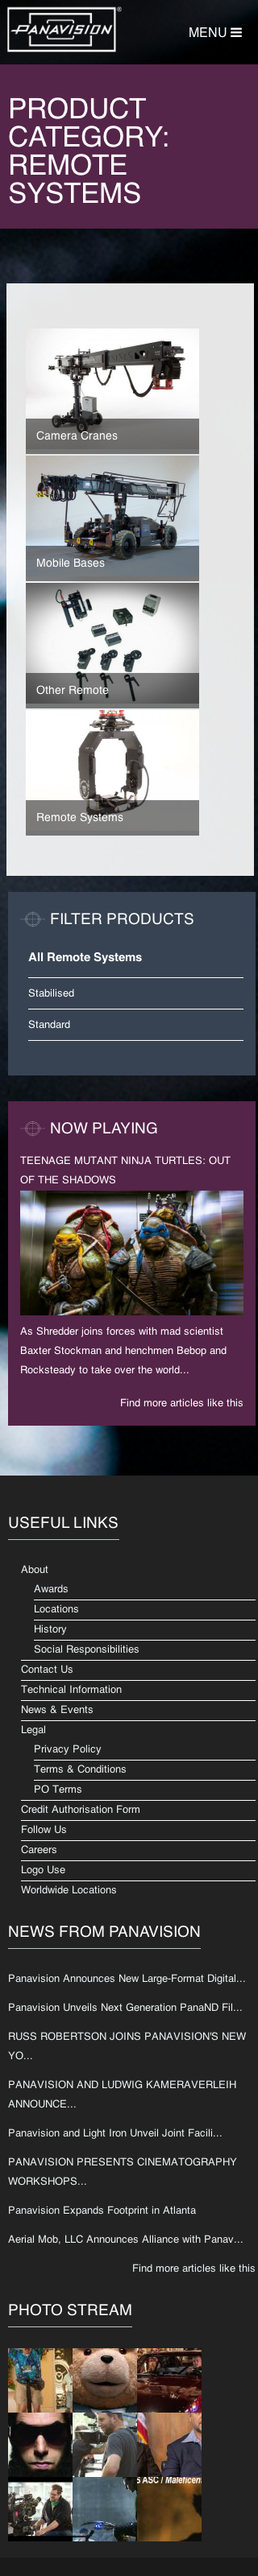 PANAVISION®
MENU
PRODUCT
CATEGORY:
REMOTE
SYSTEMS
Camera Cranes
Mobile Bases
Other Remote
Remote Systems
FILTER PRODUCTS
All Remote Systems
Stabilised
Standard
NOW PLAYING
TEENAGE MUTANT NINJA TURTLES: OUT
OF THE SHADOWS
As Shredder joins forces with mad scientist
Baxter Stockman and henchmen Bebop and
Rocksteady to take over the world...
Find more articles like this
USEFUL LINKS
About
Awards
Locations
History
Social Responsibilities
Contact Us
Technical Information
News & Events
Legal
Privacy Policy
Terms & Conditions
PO Terms
Credit Authorisation Form
Follow Us
Careers
Logo Use
Worldwide Locations
NEWS FROM PANAVISION
Panavision Announces New Large-Format Digital...
Panavision Unveils Next Generation PanaND Fil...
RUSS ROBERTSON JOINS PANAVISION'S NEW
YO...
PANAVISION AND LUDWIG KAMERAVERLEIH
ANNOUNCE...
Panavision and Light Iron Unveil Joint Facili...
PANAVISION PRESENTS CINEMATOGRAPHY
WORKSHOPS...
Panavision Expands Footprint in Atlanta
Aerial Mob, LLC Announces Alliance with Panav...
Find more articles like this
PHOTO STREAM
S ASC / Maleficent